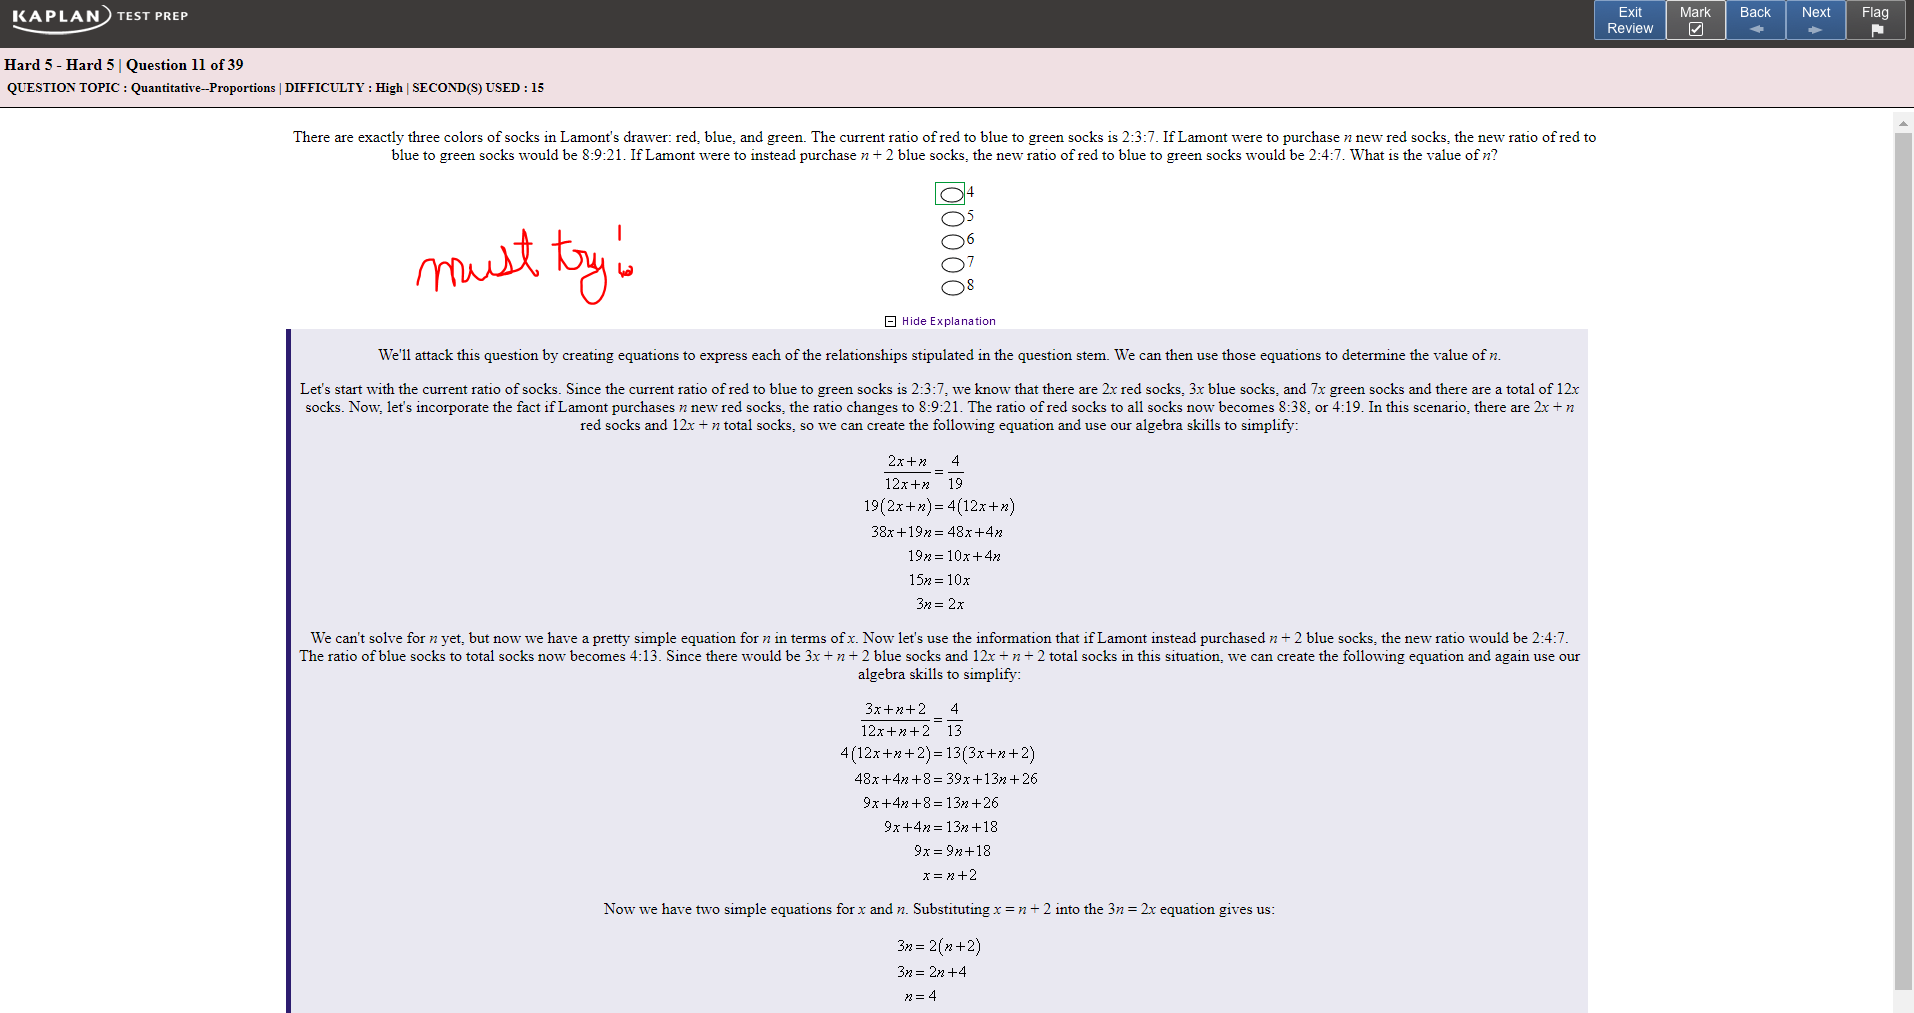 KAPLAN TEST PREP
Exit Review
Mark
Back
Next
Flag
Hard 5 - Hard 5 | Question 11 of 39
QUESTION TOPIC : Quantitative--Proportions | DIFFICULTY : High | SECOND(S) USED : 15
There are exactly three colors of socks in Lamont's drawer: red, blue, and green. The current ratio of red to blue to green socks is 2:3:7. If Lamont were to purchase n new red socks, the new ratio of red to
blue to green socks would be 8:9:21. If Lamont were to instead purchase n + 2 blue socks, the new ratio of red to blue to green socks would be 2:4:7. What is the value of n?
4
5
6
7
8
must try!
Hide Explanation
We'll attack this question by creating equations to express each of the relationships stipulated in the question stem. We can then use those equations to determine the value of n.
Let's start with the current ratio of socks. Since the current ratio of red to blue to green socks is 2:3:7, we know that there are 2x red socks, 3x blue socks, and 7x green socks and there are a total of 12x
socks. Now, let's incorporate the fact if Lamont purchases n new red socks, the ratio changes to 8:9:21. The ratio of red socks to all socks now becomes 8:38, or 4:19. In this scenario, there are 2x + n
red socks and 12x + n total socks, so we can create the following equation and use our algebra skills to simplify:
2x+n 4
=
12x+n 19
19(2x+n)= 4(12x+n)
38x+19n= 48x+4n
19n= 10x+4n
15n= 10x
3n= 2x
We can't solve for n yet, but now we have a pretty simple equation for n in terms of x. Now let's use the information that if Lamont instead purchased n + 2 blue socks, the new ratio would be 2:4:7.
The ratio of blue socks to total socks now becomes 4:13. Since there would be 3x + n + 2 blue socks and 12x + n + 2 total socks in this situation, we can create the following equation and again use our
algebra skills to simplify:
3x+n+2 4
=
12x+n+2 13
4(12x+n+2)= 13(3x+n+2)
48x+4n+8= 39x+13n+26
9x+4n+8= 13n+26
9x+4n= 13n+18
9x= 9n+18
x= n+2
Now we have two simple equations for x and n. Substituting x = n + 2 into the 3n = 2x equation gives us:
3n= 2(n+2)
3n= 2n+4
n= 4